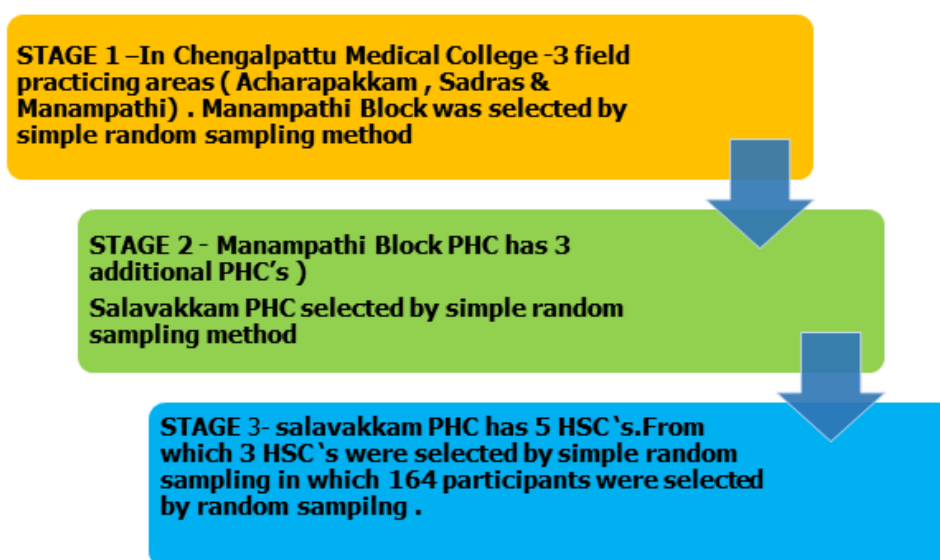 STAGE 1 –In Chengalpattu Medical College -3 field
practicing areas ( Acharapakkam , Sadras &
Manampathi) . Manampathi Block was selected by
simple random sampling method
STAGE 2 - Manampathi Block PHC has 3
additional PHC’s )
Salavakkam PHC selected by simple random
sampling method
STAGE 3- salavakkam PHC has 5 HSC‘s.From
which 3 HSC‘s were selected by simple random
sampling in which 164 participants were selected
by random sampilng .